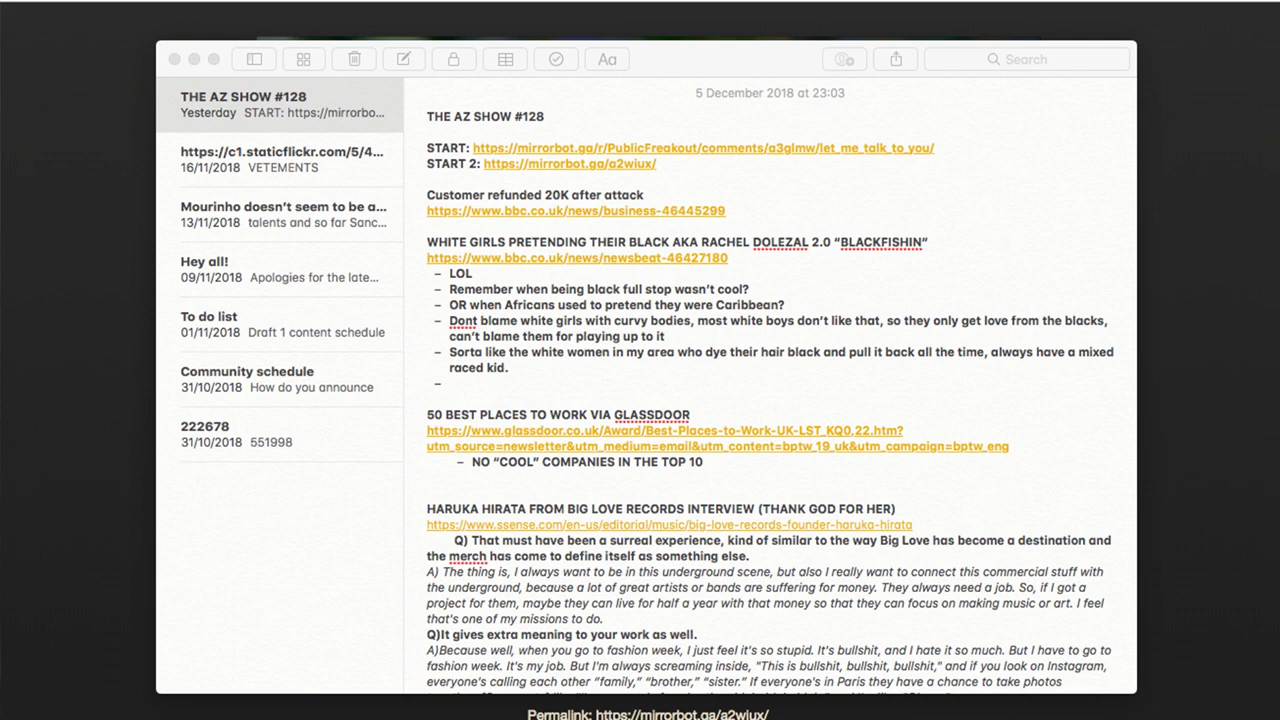 Aa
Search
THE AZ SHOW #128
Yesterday START: https://mirrorbo...
https://c1.staticflickr.com/5/4...
16/11/2018 VETEMENTS
Mourinho doesn't seem to be a...
13/11/2018 talents and so far Sanc...
Hey all!
09/11/2018 Apologies for the late...
To do list
01/11/2018 Draft 1 content schedule
Community schedule
31/10/2018 How do you announce
222678
31/10/2018 551998
5 December 2018 at 23:03
THE AZ SHOW #128
START: https://mirrorbot.ga/r/PublicFreakout/comments/a3glmw/let_me_talk_to_you/
START 2: https://mirrorbot.ga/a2wiux/
Customer refunded 20K after attack
https://www.bbc.co.uk/news/business-46445299
WHITE GIRLS PRETENDING THEIR BLACK AKA RACHEL DOLEZAL 2.0 “BLACKFISHIN”
https://www.bbc.co.uk/news/newsbeat-46427180
– LOL
– Remember when being black full stop wasn't cool?
– OR when Africans used to pretend they were Caribbean?
– Dont blame white girls with curvy bodies, most white boys don't like that, so they only get love from the blacks,
can't blame them for playing up to it
– Sorta like the white women in my area who dye their hair black and pull it back all the time, always have a mixed
raced kid.
–
50 BEST PLACES TO WORK VIA GLASSDOOR
https://www.glassdoor.co.uk/Award/Best-Places-to-Work-UK-LST_KQ0,22.htm?
utm_source=newsletter&utm_medium=email&utm_content=bptw_19_uk&utm_campaign=bptw_eng
– NO “COOL” COMPANIES IN THE TOP 10
HARUKA HIRATA FROM BIG LOVE RECORDS INTERVIEW (THANK GOD FOR HER)
https://www.ssense.com/en-us/editorial/music/big-love-records-founder-haruka-hirata
Q) That must have been a surreal experience, kind of similar to the way Big Love has become a destination and
the merch has come to define itself as something else.
A) The thing is, I always want to be in this underground scene, but also I really want to connect this commercial stuff with
the underground, because a lot of great artists or bands are suffering for money. They always need a job. So, if I got a
project for them, maybe they can live for half a year with that money so that they can focus on making music or art. I feel
that's one of my missions to do.
Q)It gives extra meaning to your work as well.
A)Because well, when you go to fashion week, I just feel it's so stupid. It's bullshit, and I hate it so much. But I have to go to
fashion week. It's my job. But I'm always screaming inside, "This is bullshit, bullshit, bullshit," and if you look on Instagram,
everyone's calling each other “family,” “brother,” “sister.” If everyone's in Paris they have a chance to take photos
Permalink: https://mirrorbot.ga/a2wiux/